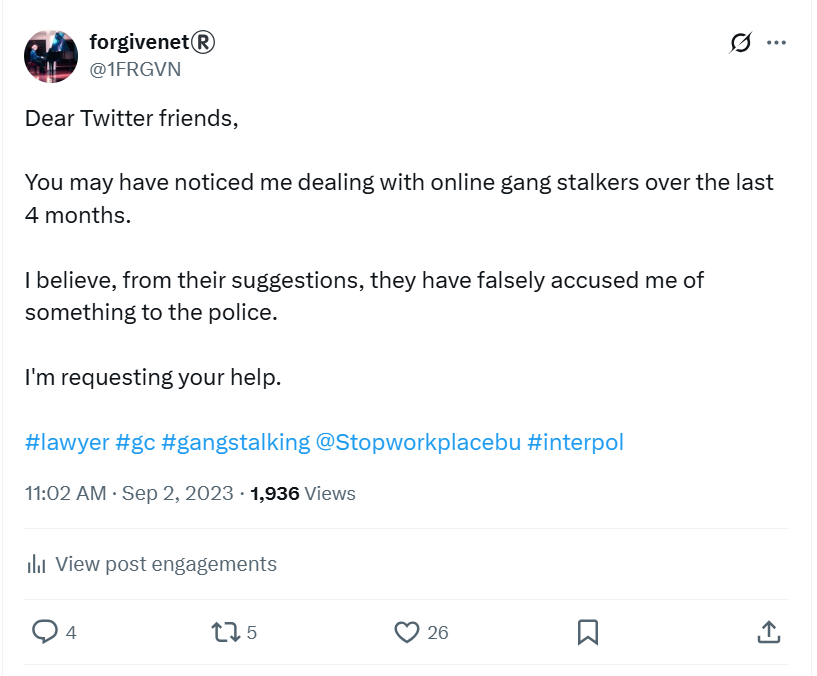 forgivenet®
@1FRGVN
Dear Twitter friends,
You may have noticed me dealing with online gang stalkers over the last
4 months.
I believe, from their suggestions, they have falsely accused me of
something to the police.
I'm requesting your help.
#lawyer #gc #gangstalking @Stopworkplacebu #interpol
11:02 AM · Sep 2, 2023 · 1,936 Views
View post engagements
4 5 26